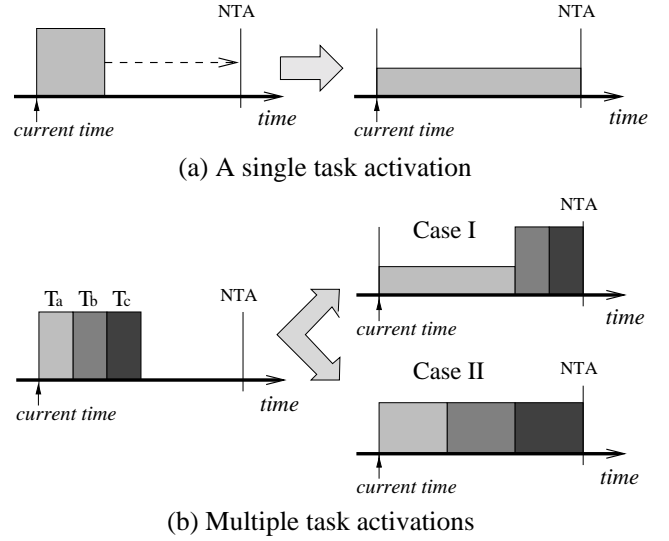 NTA
NTA
time
time
current time
current time
(a) A single task activation
NTA
Case I
Ta Tb Tc
NTA
time
current time
time
current time
Case II
NTA
time
current time
(b) Multiple task activations